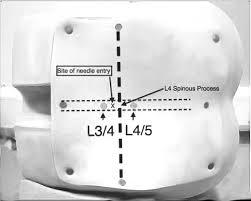 Site of needle entry
L4 Spinous Process
L3/4 L4/5